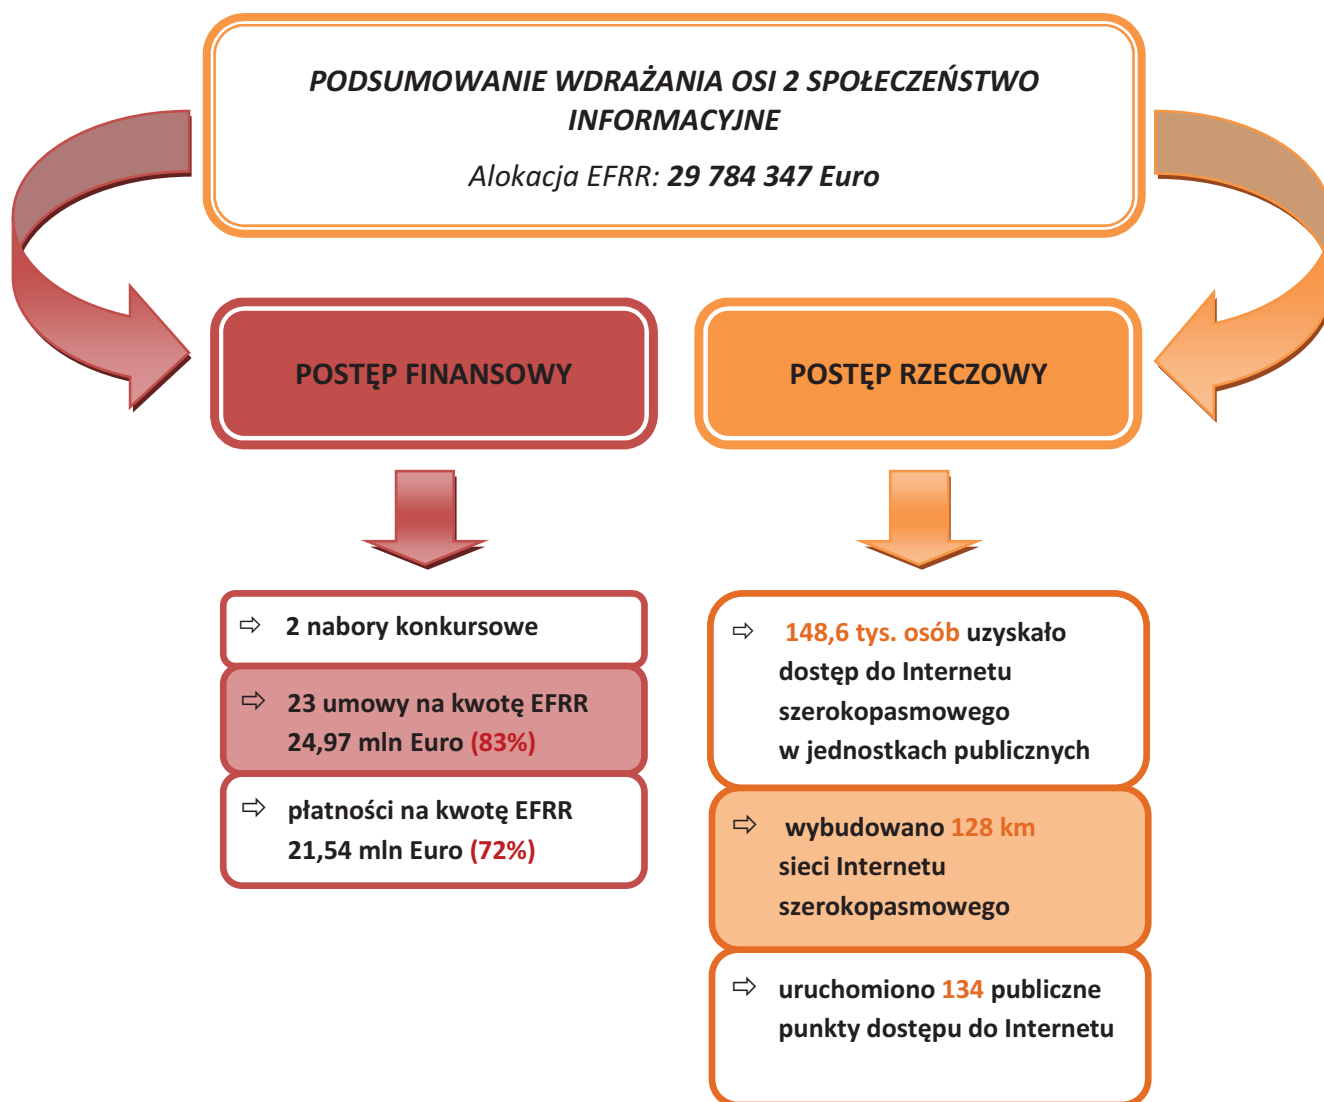 PODSUMOWANIE WDRAŻANIA OSI 2 SPOŁECZEŃSTWO
INFORMACYJNE
Alokacja EFRR: 29 784 347 Euro
POSTĘP FINANSOWY
⇨ 2 nabory konkursowe
⇨ 23 umowy na kwotę EFRR
24,97 mln Euro (83%)
⇨ płatności na kwotę EFRR
21,54 mln Euro (72%)
POSTĘP RZECZOWY
⇨ 148,6 tys. osób uzyskało
dostęp do Internetu
szerokopasmowego
w jednostkach publicznych
⇨ wybudowano 128 km
sieci Internetu
szerokopasmowego
⇨ uruchomiono 134 publiczne
punkty dostępu do Internetu